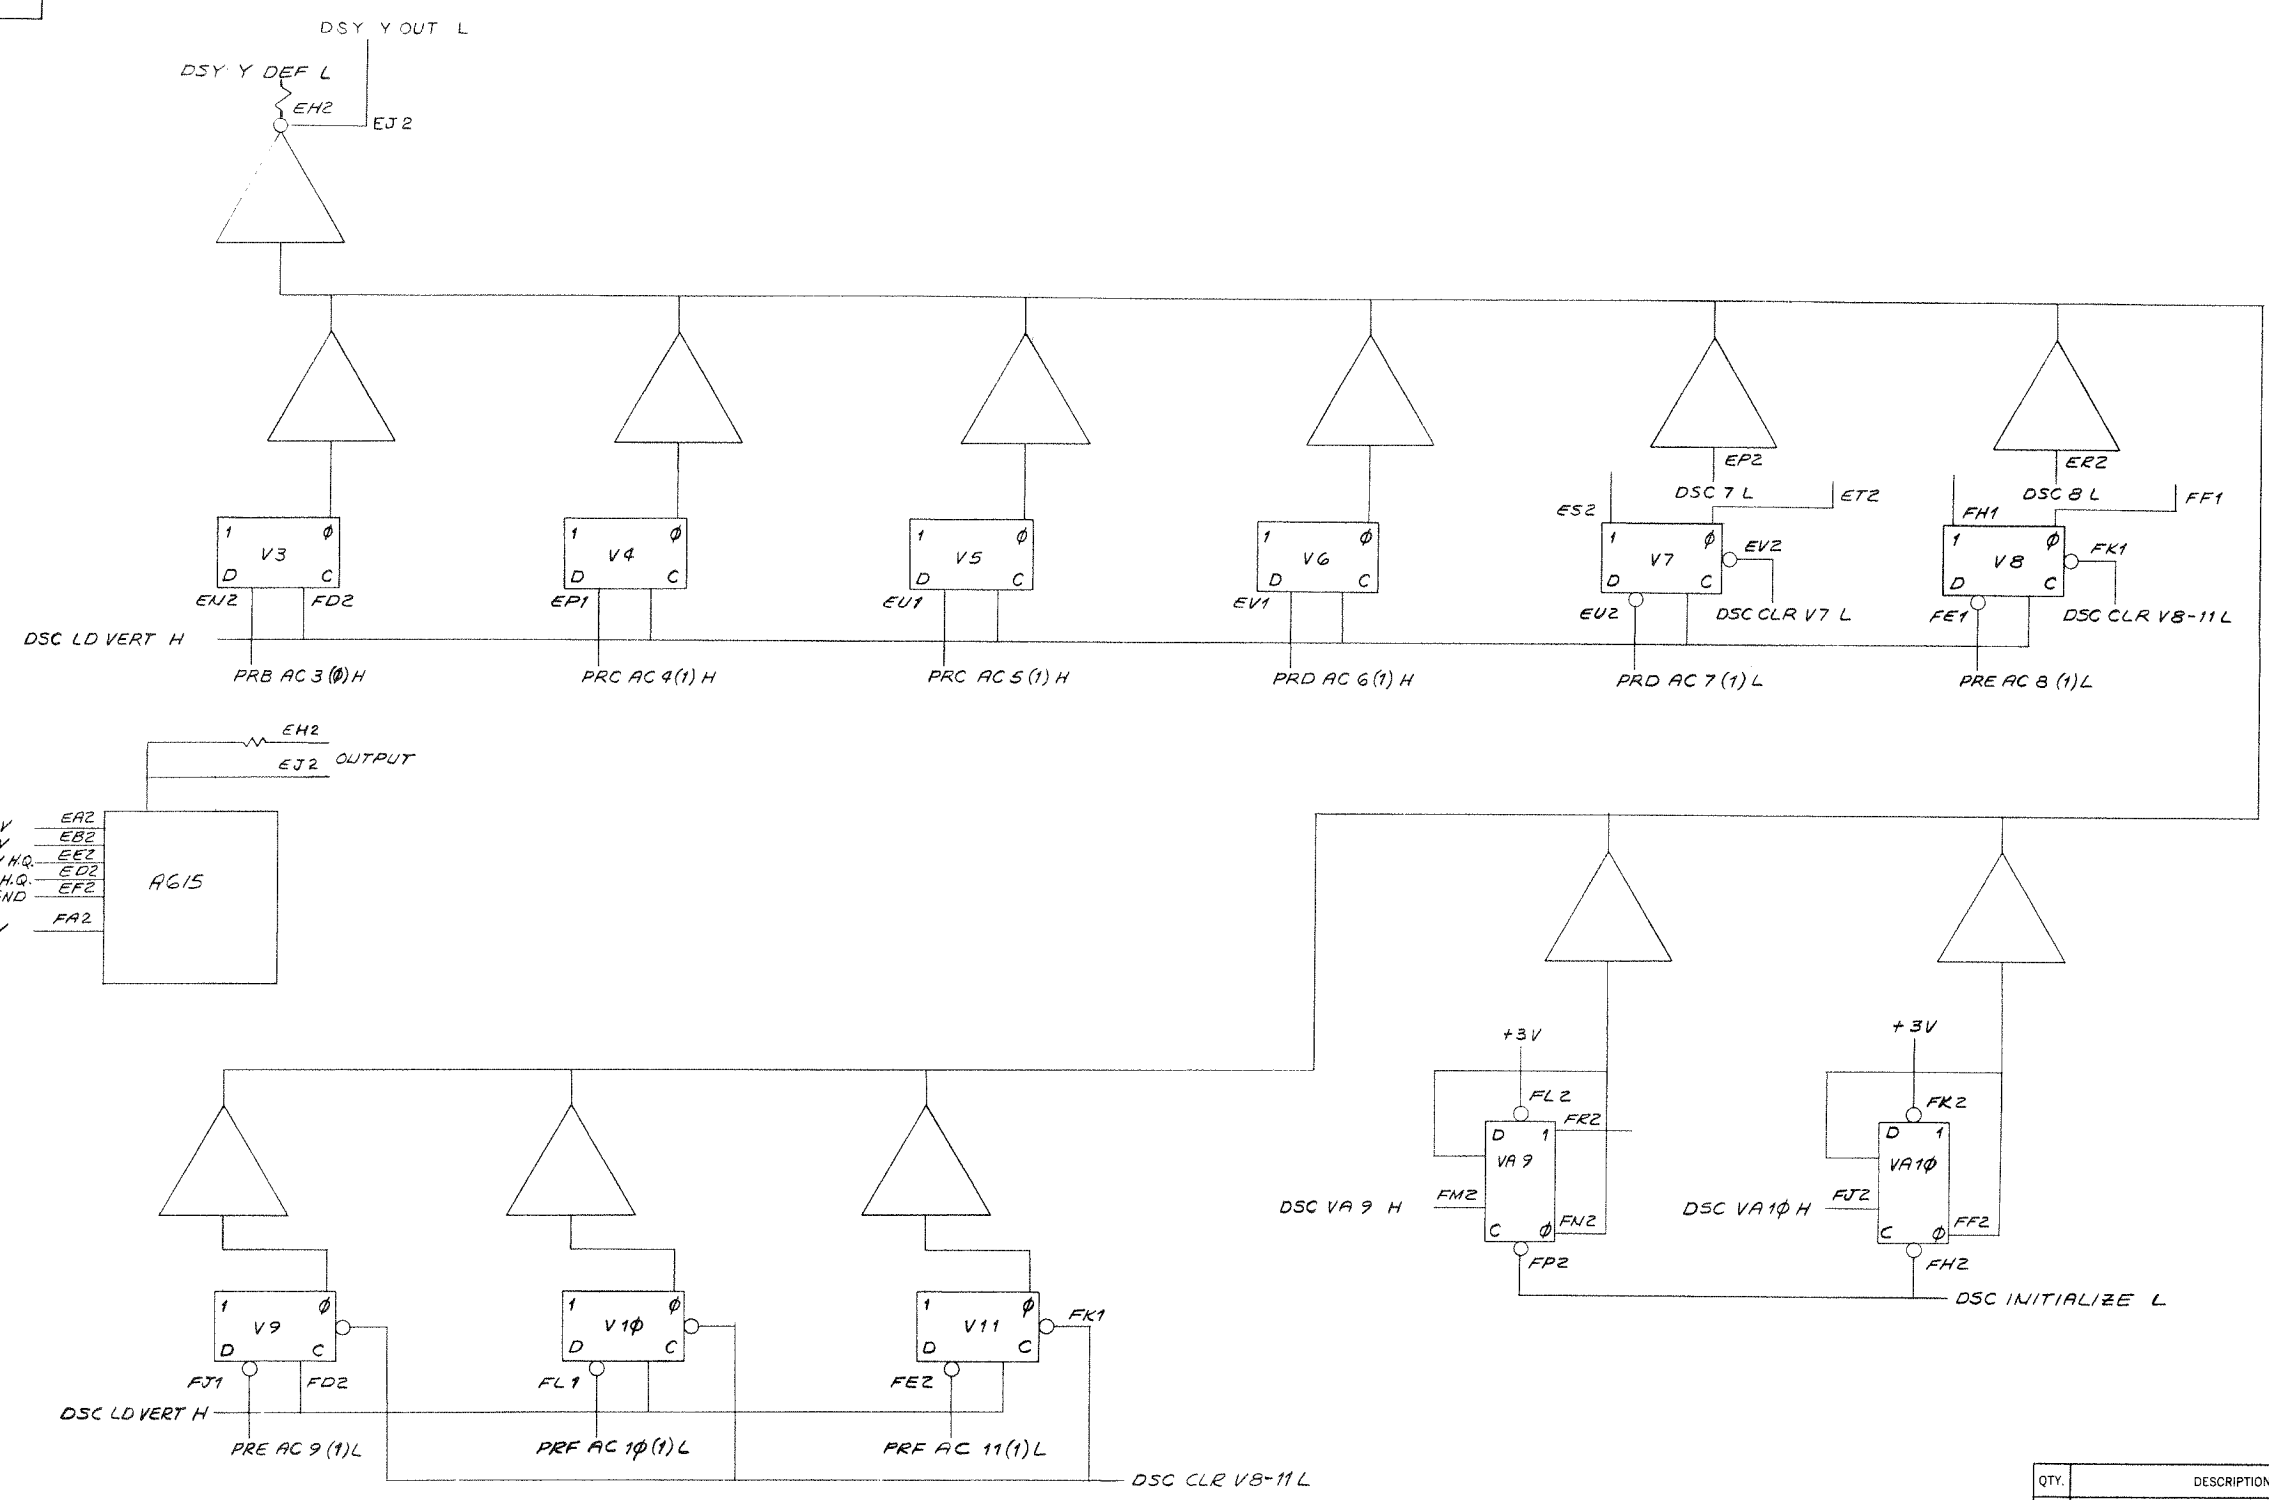 DSY Y OUT L
DSY Y DEF L
EH2
EJ2
EP2
ER2
DSC 7 L
ET2
DSC 8 L
FF1
ES2
FH1
1 Ø
V3
D C
1 Ø
V4
D C
1 Ø
V5
D C
1 Ø
V6
D C
1 Ø
V7
D C
EV2
1 Ø
V8
D C
FK1
EN2
FD2
EP1
EU1
EV1
EU2
DSC CLR V7 L
FE1
DSC CLR V8-11 L
DSC LD VERT H
PRB AC 3 (Ø) H
PRC AC 4 (1) H
PRC AC 5 (1) H
PRD AC 6 (1) H
PRD AC 7 (1) L
PRE AC 8 (1) L
EH2
EJ2
OUTPUT
V EA2
V EB2
H.Q. EE2
H.Q. ED2
ND EF2
FA2
A615
+3V
+3V
FL2
FK2
FR2
D 1
VA 9
C Ø
D 1
VA 1Ø
C Ø
DSC VA 9 H
FM2
FN2
DSC VA 1Ø H
FJ2
FF2
FP2
FH2
DSC INITIALIZE L
1 Ø
V9
D C
1 Ø
V 1Ø
D C
1 Ø
V11
D C
FK1
FJ1
FD2
FL1
FE2
DSC LD VERT H
PRE AC 9 (1) L
PRF AC 1Ø (1) L
PRF AC 11 (1) L
DSC CLR V8-11 L
QTY.
DESCRIPTION